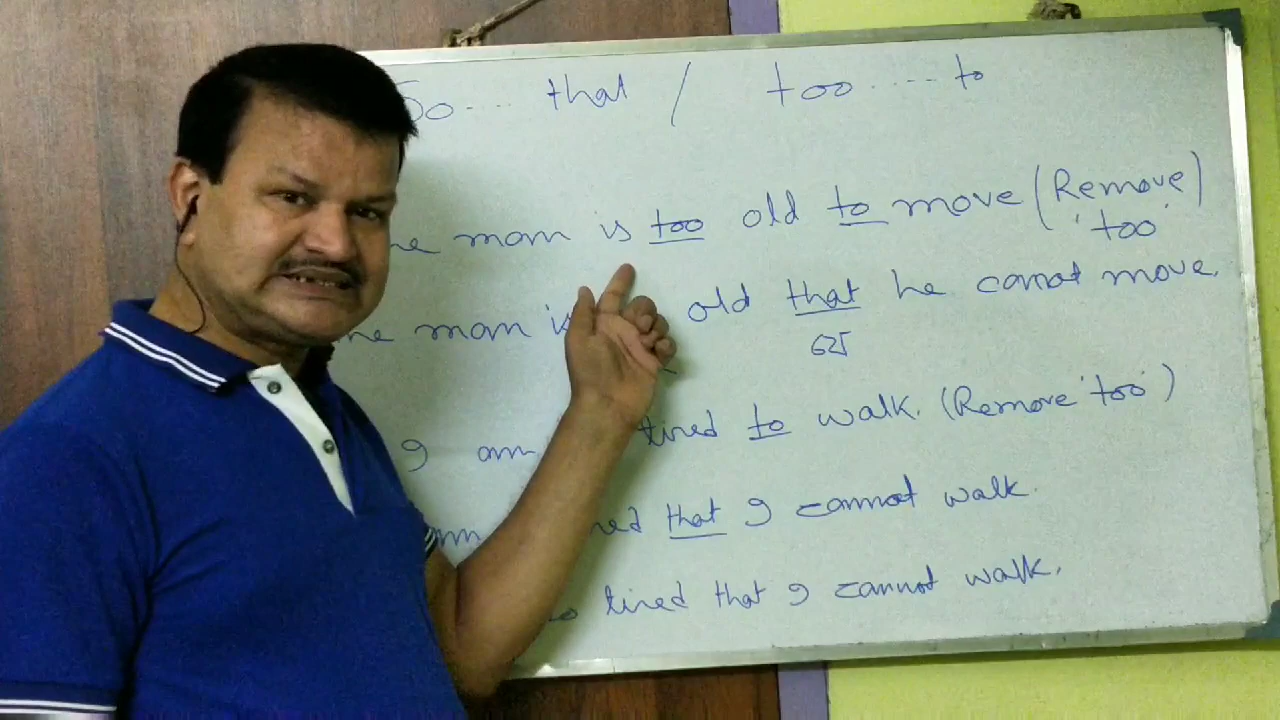 So.... that / too .... to
man is too old to move (Remove)
'too'
man is old that he cannot move.
I am tired to walk. (Remove 'too')
that I cannot walk.
tired that I cannot walk.